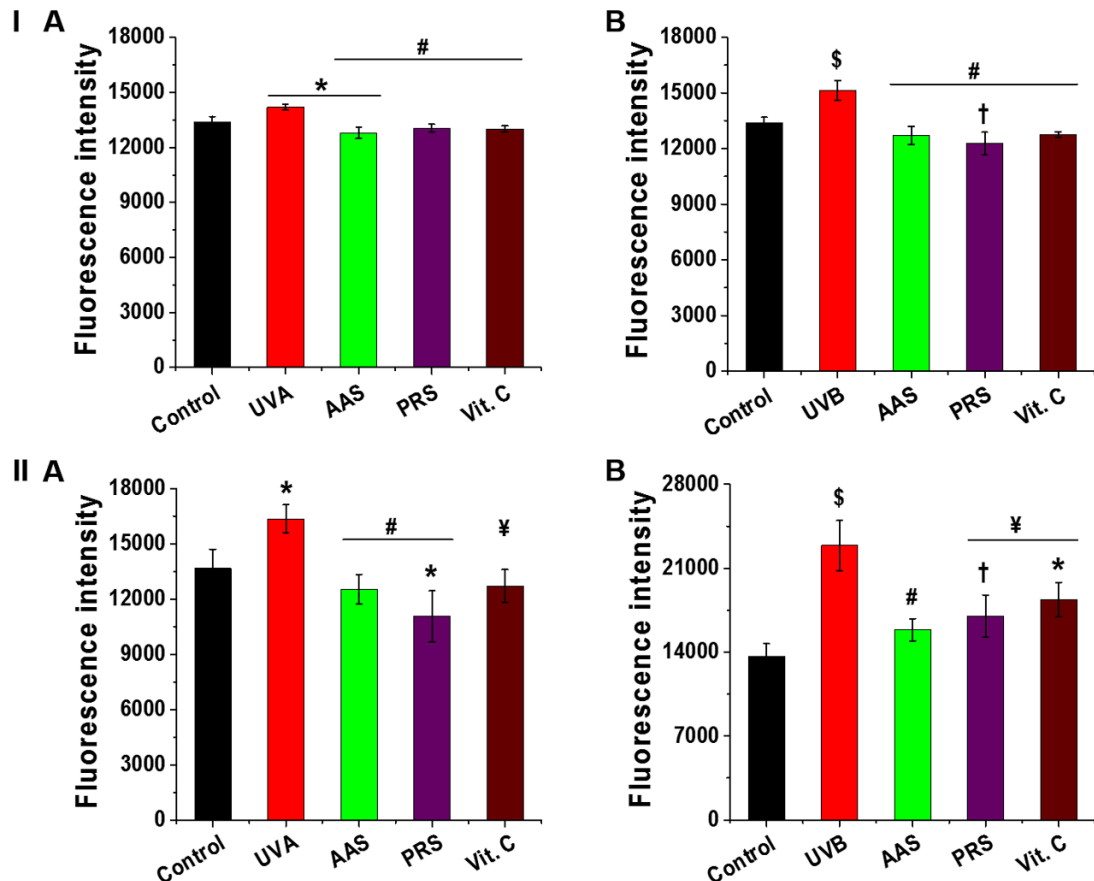 I A
Fluorescence intensity
18000
15000
12000
9000
6000
3000
0
*
#
Control
UVA
AAS
PRS
Vit. C
B
Fluorescence intensity
18000
15000
12000
9000
6000
3000
0
$
#
†
Control
UVB
AAS
PRS
Vit. C
II A
Fluorescence intensity
18000
15000
12000
9000
6000
3000
0
*
#
*
¥
Control
UVA
AAS
PRS
Vit. C
B
Fluorescence intensity
28000
21000
14000
7000
0
$
#
¥
†
*
Control
UVB
AAS
PRS
Vit. C